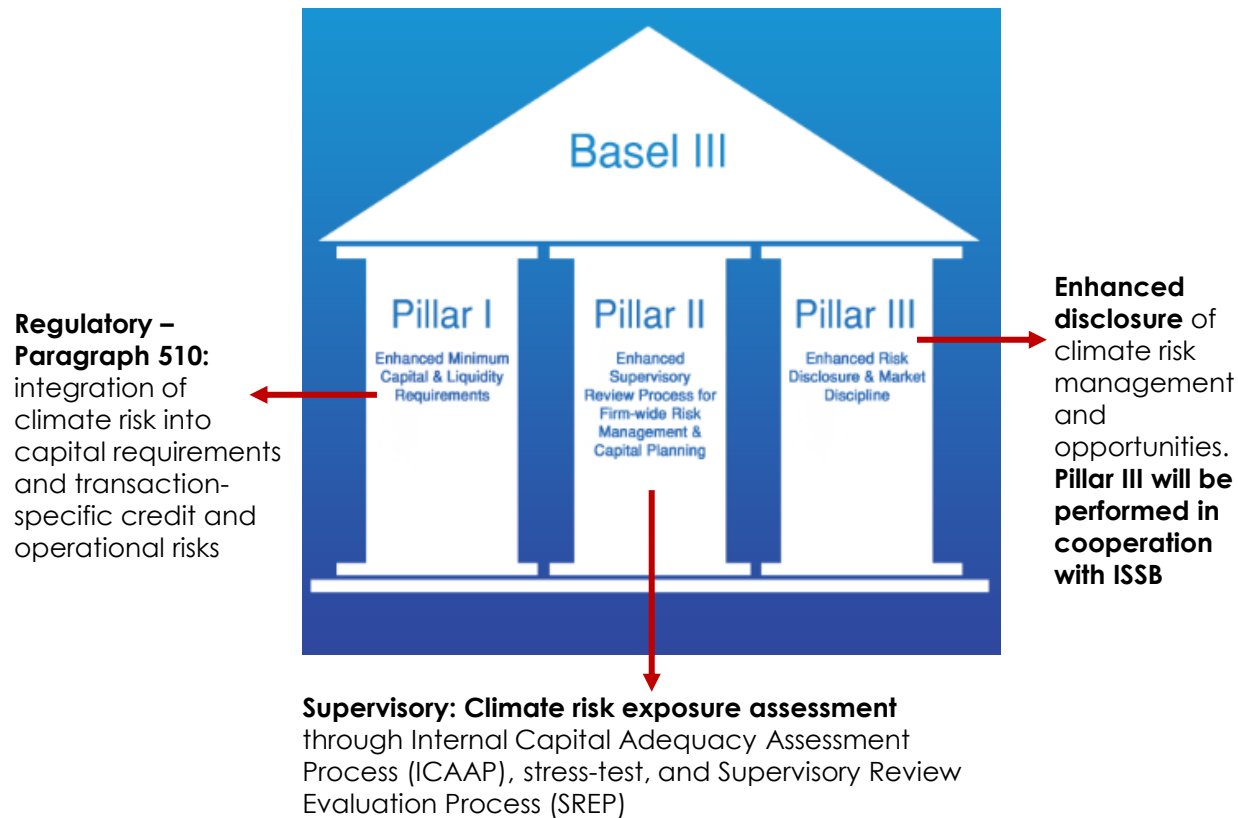 Basel III
Pillar I
Enhanced Minimum
Capital & Liquidity
Requirements
Pillar II
Enhanced
Supervisory
Review Process for
Firm-wide Risk
Management &
Capital Planning
Pillar III
Enhanced Risk
Disclosure & Market
Discipline
Regulatory –
Paragraph 510:
integration of
climate risk into
capital requirements
and transaction-
specific credit and
operational risks
Enhanced
disclosure of
climate risk
management
and
opportunities.
Pillar III will be
performed in
cooperation
with ISSB
Supervisory: Climate risk exposure assessment
through Internal Capital Adequacy Assessment
Process (ICAAP), stress-test, and Supervisory Review
Evaluation Process (SREP)